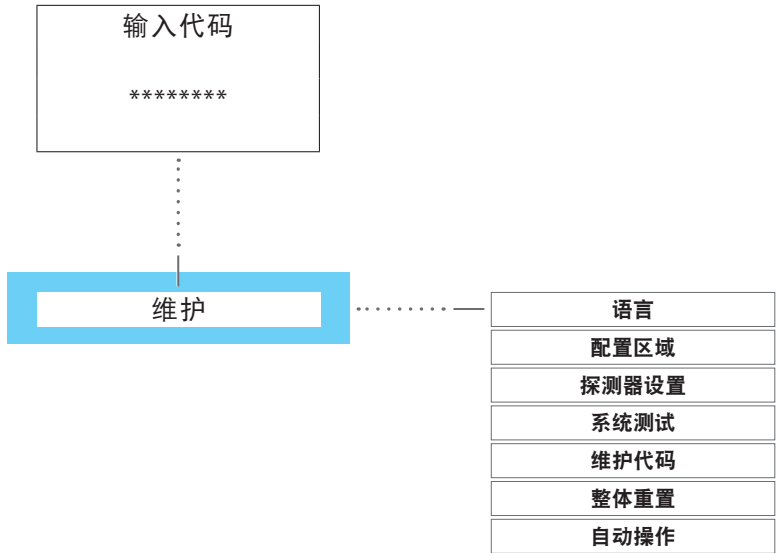 输入代码
********
维护
语言
配置区域
探测器设置
系统测试
维护代码
整体重置
自动操作